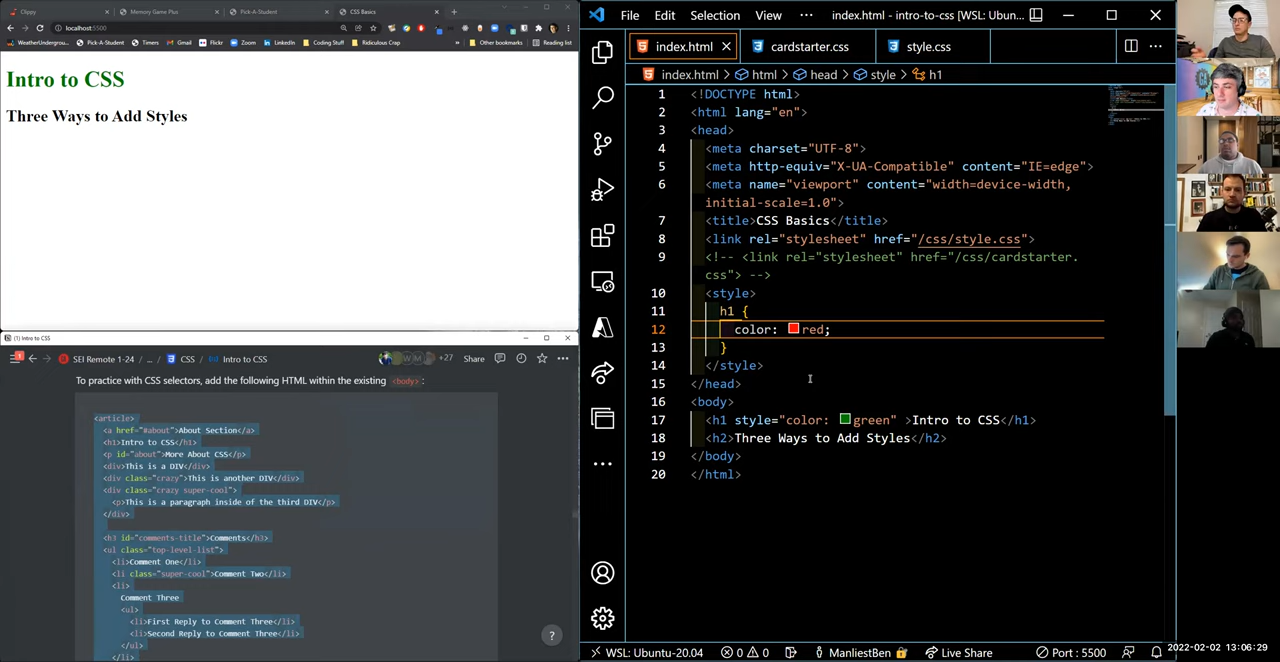 Clippy
Memory Game Plus
Pick-A-Student
CSS Basics
localhost:5500
WeatherUndergroun...
Pick-A-Student
Timers
Gmail
Flickr
Zoom
LinkedIn
Coding Stuff
Ridiculous Crap
Other bookmarks
Reading list
Intro to CSS
Three Ways to Add Styles
(1) Intro to CSS
SEI Remote 1-24 / ... / CSS / Intro to CSS
+27 Share
To practice with CSS selectors, add the following HTML within the existing <body> :
<article>
<a href="#about">About Section</a>
<h1>Intro to CSS</h1>
<p id="about">More About CSS</p>
<div>This is a DIV</div>
<div class="crazy">This is another DIV</div>
<div class="crazy super-cool">
<p>This is a paragraph inside of the third DIV</p>
</div>
<h3 id="comments-title">Comments</h3>
<ul class="top-level-list">
<li>Comment One</li>
<li class="super-cool">Comment Two</li>
<li>
Comment Three
<ul>
<li>First Reply to Comment Three</li>
<li>Second Reply to Comment Three</li>
</ul>
</li>
?
File Edit Selection View ··· index.html - intro-to-css [WSL: Ubun...
index.html
cardstarter.css
style.css
index.html > html > head > style > h1
1 <!DOCTYPE html>
2 <html lang="en">
3 <head>
4 <meta charset="UTF-8">
5 <meta http-equiv="X-UA-Compatible" content="IE=edge">
6 <meta name="viewport" content="width=device-width,
initial-scale=1.0">
7 <title>CSS Basics</title>
8 <link rel="stylesheet" href="/css/style.css">
9 <!-- <link rel="stylesheet" href="/css/cardstarter.
css"> -->
10 <style>
11 h1 {
12 color: red;
13 }
14 </style>
15 </head>
16 <body>
17 <h1 style="color: green" >Intro to CSS</h1>
18 <h2>Three Ways to Add Styles</h2>
19 </body>
20 </html>
WSL: Ubuntu-20.04
0
0
ManliestBen
Live Share
Port : 5500
2022-02-02 13:06:29